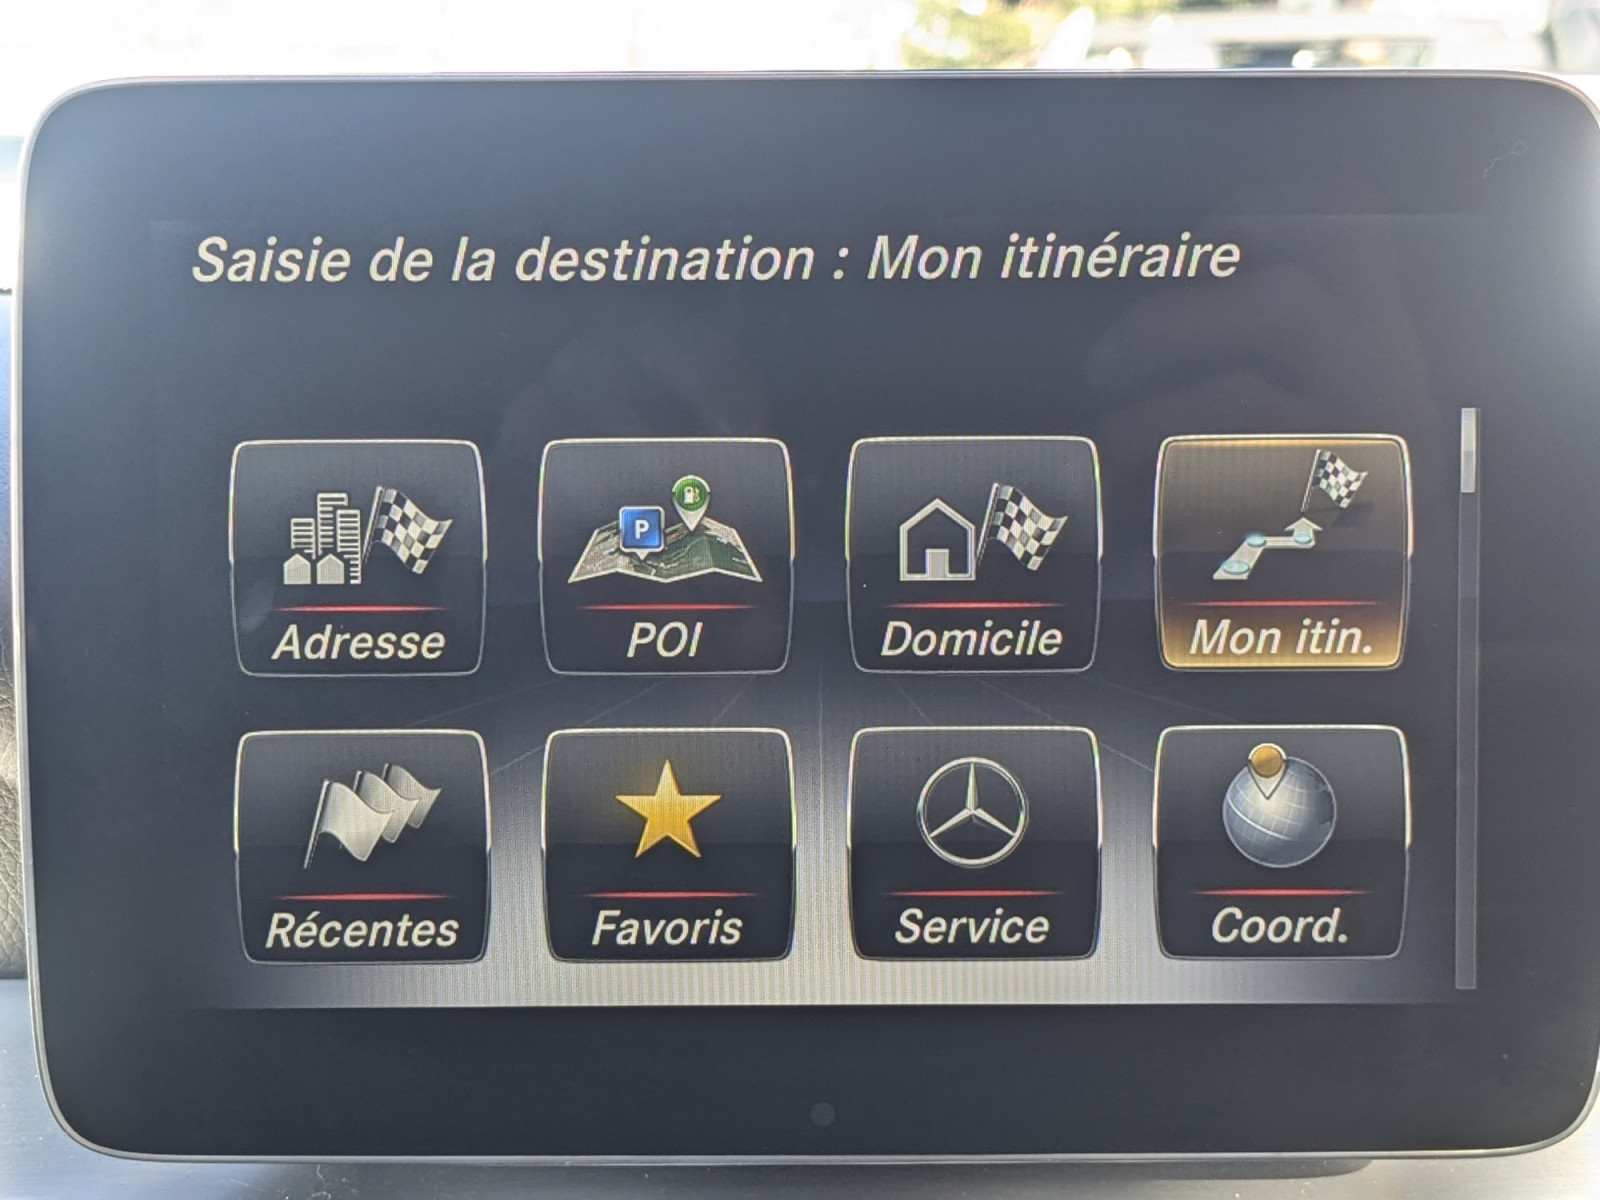 Saisie de la destination : Mon itinéraire
P
Adresse
POI
Domicile
Mon itin.
Récentes
Favoris
Service
Coord.